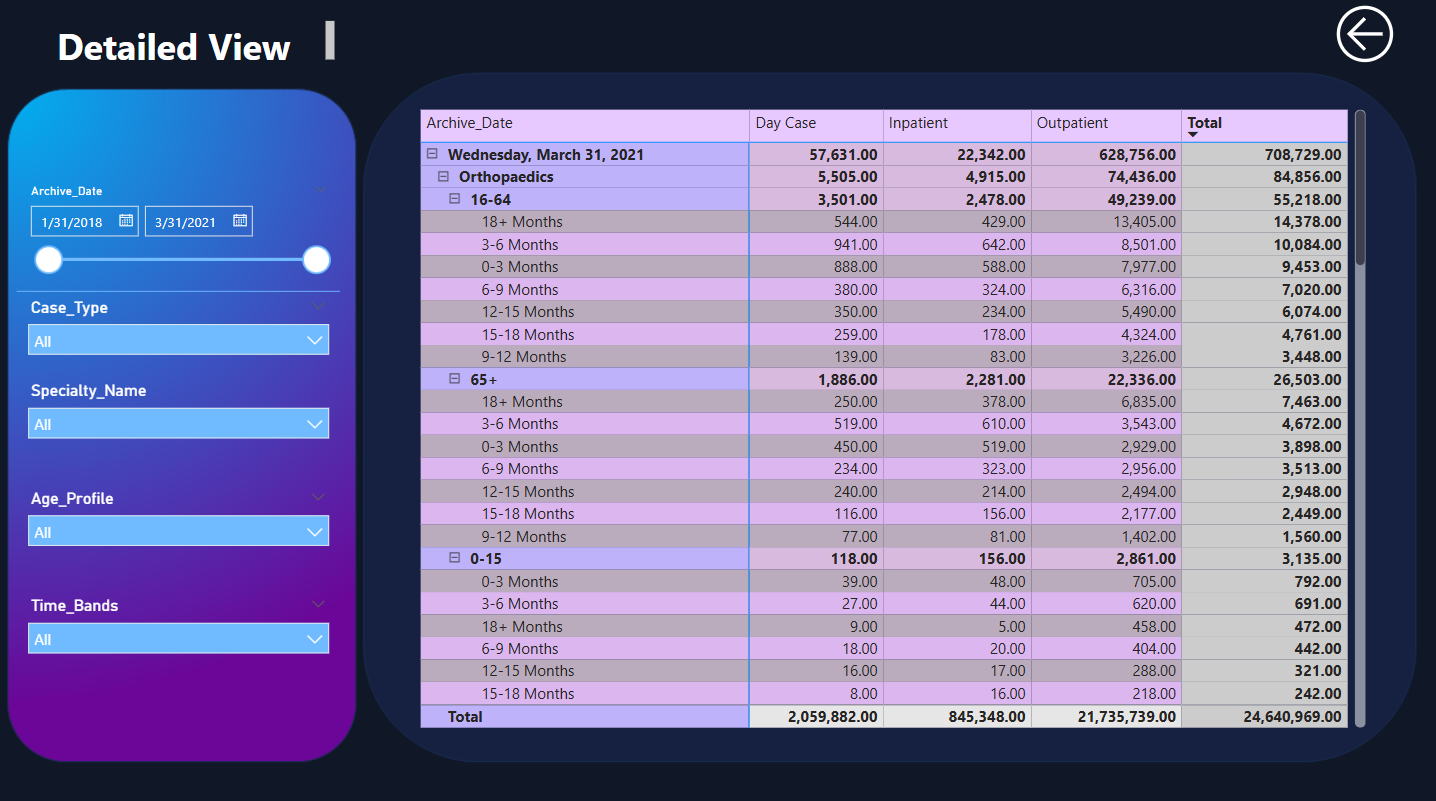 Detailed View
Archive_Date
1/31/2018 3/31/2021
Case_Type
All
Specialty_Name
All
Age_Profile
All
Time_Bands
All
Archive_Date Day Case Inpatient Outpatient Total
Wednesday, March 31, 2021 57,631.00 22,342.00 628,756.00 708,729.00
Orthopaedics 5,505.00 4,915.00 74,436.00 84,856.00
16-64 3,501.00 2,478.00 49,239.00 55,218.00
18+ Months 544.00 429.00 13,405.00 14,378.00
3-6 Months 941.00 642.00 8,501.00 10,084.00
0-3 Months 888.00 588.00 7,977.00 9,453.00
6-9 Months 380.00 324.00 6,316.00 7,020.00
12-15 Months 350.00 234.00 5,490.00 6,074.00
15-18 Months 259.00 178.00 4,324.00 4,761.00
9-12 Months 139.00 83.00 3,226.00 3,448.00
65+ 1,886.00 2,281.00 22,336.00 26,503.00
18+ Months 250.00 378.00 6,835.00 7,463.00
3-6 Months 519.00 610.00 3,543.00 4,672.00
0-3 Months 450.00 519.00 2,929.00 3,898.00
6-9 Months 234.00 323.00 2,956.00 3,513.00
12-15 Months 240.00 214.00 2,494.00 2,948.00
15-18 Months 116.00 156.00 2,177.00 2,449.00
9-12 Months 77.00 81.00 1,402.00 1,560.00
0-15 118.00 156.00 2,861.00 3,135.00
0-3 Months 39.00 48.00 705.00 792.00
3-6 Months 27.00 44.00 620.00 691.00
18+ Months 9.00 5.00 458.00 472.00
6-9 Months 18.00 20.00 404.00 442.00
12-15 Months 16.00 17.00 288.00 321.00
15-18 Months 8.00 16.00 218.00 242.00
Total 2,059,882.00 845,348.00 21,735,739.00 24,640,969.00